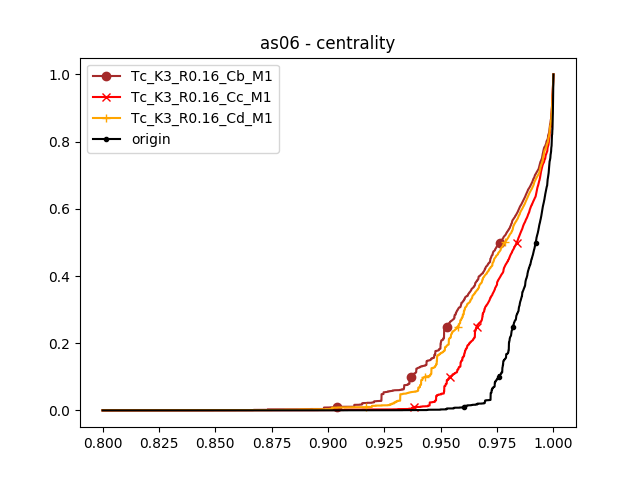 as06 - centrality
Tc_K3_R0.16_Cb_M1
Tc_K3_R0.16_Cc_M1
Tc_K3_R0.16_Cd_M1
origin
1.0
0.8
0.6
0.4
0.2
0.0
0.800 0.825 0.850 0.875 0.900 0.925 0.950 0.975 1.000